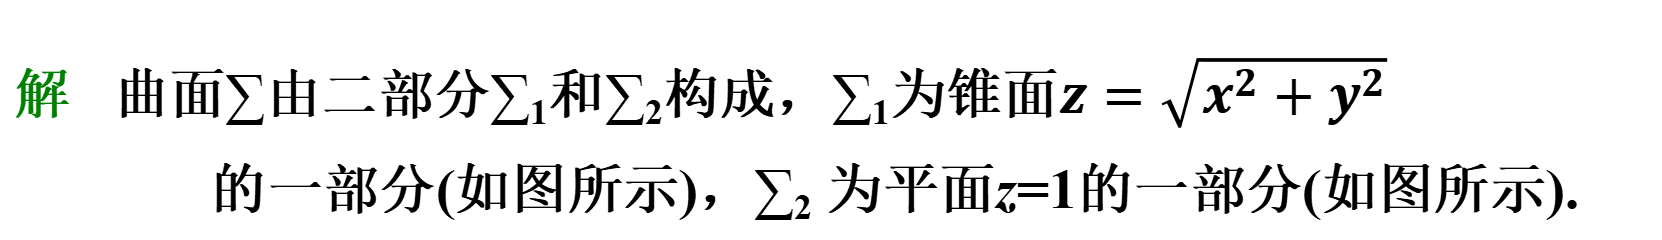 解 曲面∑由二部分∑₁和∑₂构成，∑₁为锥面z = √(x² + y²)
的一部分(如图所示)，∑₂ 为平面z=1的一部分(如图所示).